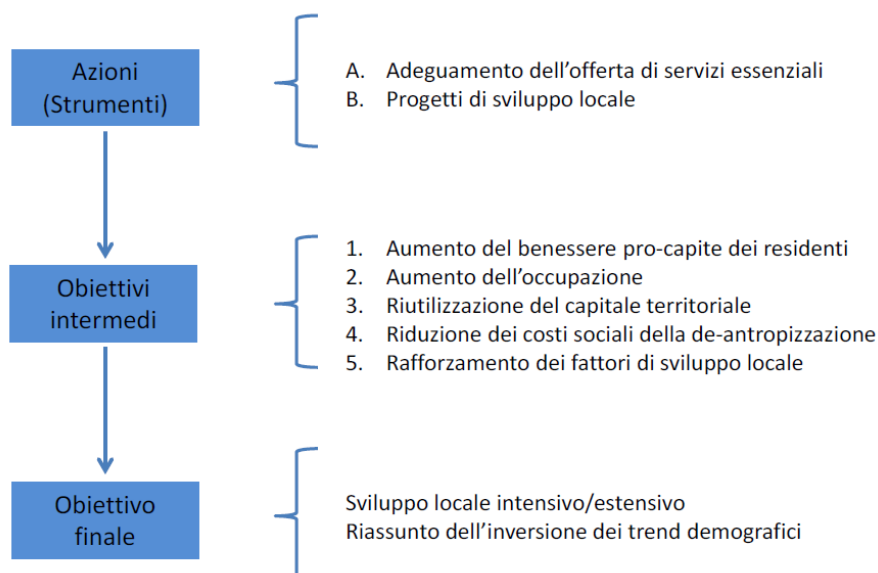 Azioni
(Strumenti)
A. Adeguamento dell’offerta di servizi essenziali
B. Progetti di sviluppo locale
Obiettivi
intermedi
1. Aumento del benessere pro-capite dei residenti
2. Aumento dell’occupazione
3. Riutilizzazione del capitale territoriale
4. Riduzione dei costi sociali della de-antropizzazione
5. Rafforzamento dei fattori di sviluppo locale
Obiettivo
finale
Sviluppo locale intensivo/estensivo
Riassunto dell’inversione dei trend demografici